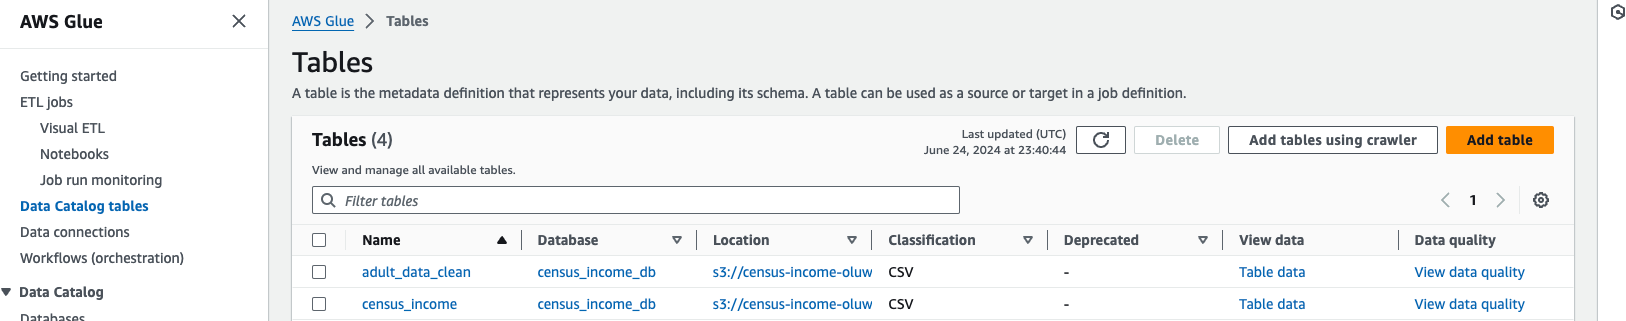 AWS Glue
Getting started
ETL jobs
Visual ETL
Notebooks
Job run monitoring
Data Catalog tables
Data connections
Workflows (orchestration)
Data Catalog
Databases
AWS Glue > Tables
Tables
A table is the metadata definition that represents your data, including its schema. A table can be used as a source or target in a job definition.
Tables (4)
Last updated (UTC)
June 24, 2024 at 23:40:44
Delete
Add tables using crawler
Add table
View and manage all available tables.
Filter tables
1
Name Database Location Classification Deprecated View data Data quality
adult_data_clean census_income_db s3://census-income-oluw CSV - Table data View data quality
census_income census_income_db s3://census-income-oluw CSV - Table data View data quality